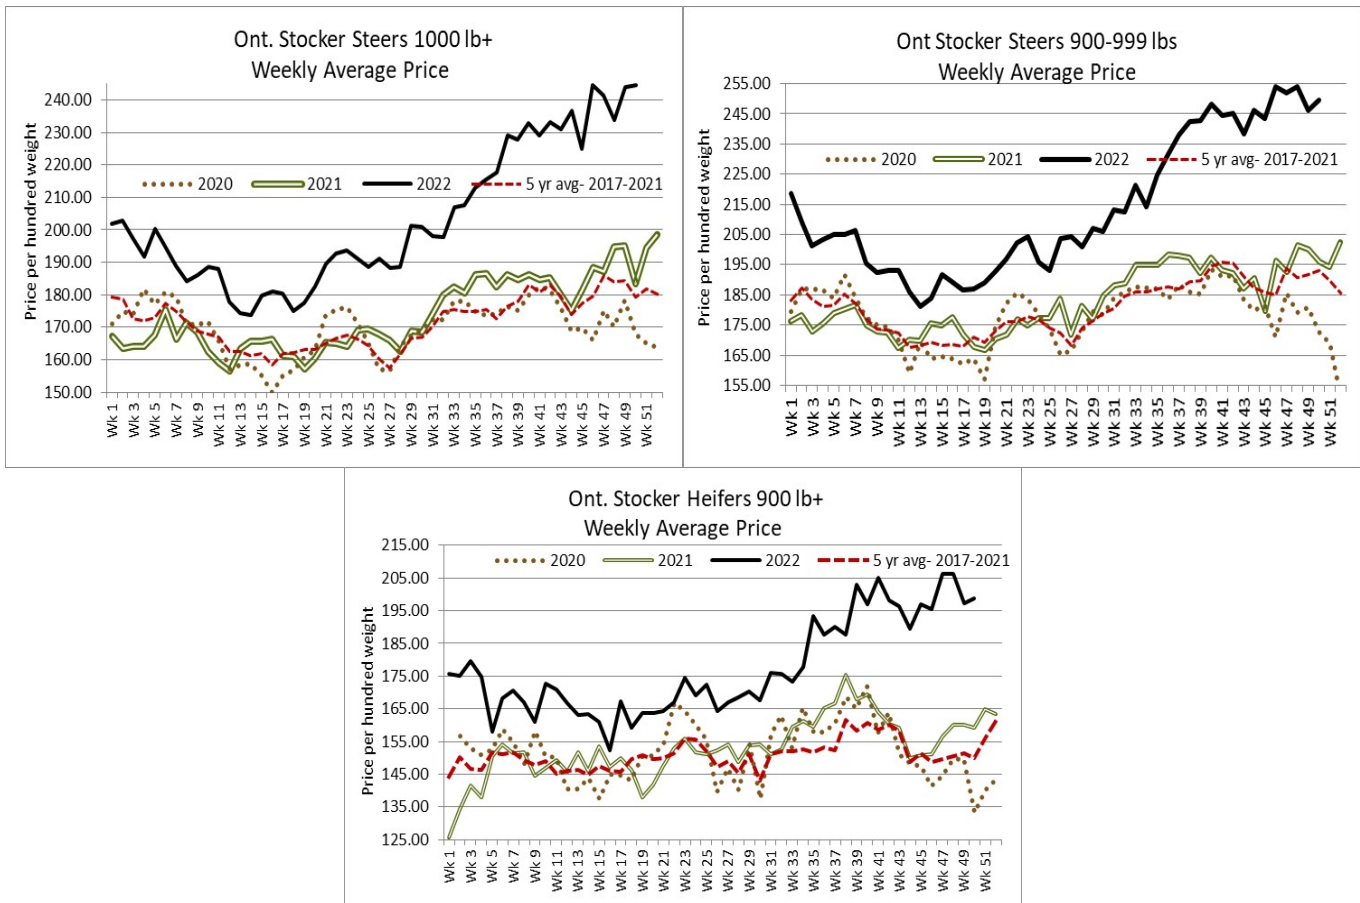 Ont. Stocker Steers 1000 lb+
Weekly Average Price
Price per hundred weight
240.00
230.00
220.00
210.00
200.00
190.00
180.00
170.00
160.00
150.00
2020
2021
2022
5 yr avg- 2017-2021
Wk 1
Wk 3
Wk 5
Wk 7
Wk 9
Wk 11
Wk 13
Wk 15
Wk 17
Wk 19
Wk 21
Wk 23
Wk 25
Wk 27
Wk 29
Wk 31
Wk 33
Wk 35
Wk 37
Wk 39
Wk 41
Wk 43
Wk 45
Wk 47
Wk 49
Wk 51
Ont Stocker Steers 900-999 lbs
Weekly Average Price
Price per hundred weight
255.00
245.00
235.00
225.00
215.00
205.00
195.00
185.00
175.00
165.00
155.00
2020
2021
2022
5 yr avg- 2017-2021
Wk 1
Wk 3
Wk 5
Wk 7
Wk 9
Wk 11
Wk 13
Wk 15
Wk 17
Wk 19
Wk 21
Wk 23
Wk 25
Wk 27
Wk 29
Wk 31
Wk 33
Wk 35
Wk 37
Wk 39
Wk 41
Wk 43
Wk 45
Wk 47
Wk 49
Wk 51
Ont. Stocker Heifers 900 lb+
Weekly Average Price
Price per hundred weight
215.00
205.00
195.00
185.00
175.00
165.00
155.00
145.00
135.00
125.00
2020
2021
2022
5 yr avg- 2017-2021
Wk 1
Wk 3
Wk 5
Wk 7
Wk 9
Wk 11
Wk 13
Wk 15
Wk 17
Wk 19
Wk 21
Wk 23
Wk 25
Wk 27
Wk 29
Wk 31
Wk 33
Wk 35
Wk 37
Wk 39
Wk 41
Wk 43
Wk 45
Wk 47
Wk 49
Wk 51